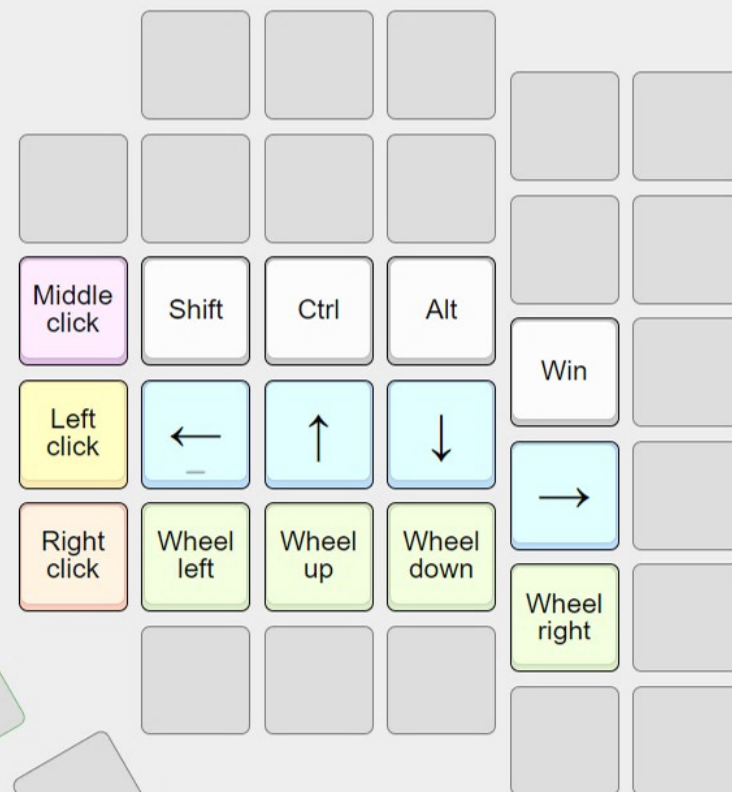 Middle
click
Shift
Ctrl
Alt
Win
Left
click
←
↑
↓
→
Right
click
Wheel
left
Wheel
up
Wheel
down
Wheel
right